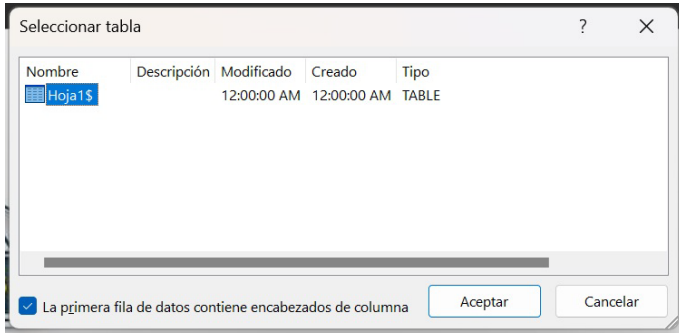 Seleccionar tabla ? X
Nombre Descripción Modificado Creado Tipo
Hoja1$ 12:00:00 AM 12:00:00 AM TABLE
La primera fila de datos contiene encabezados de columna Aceptar Cancelar